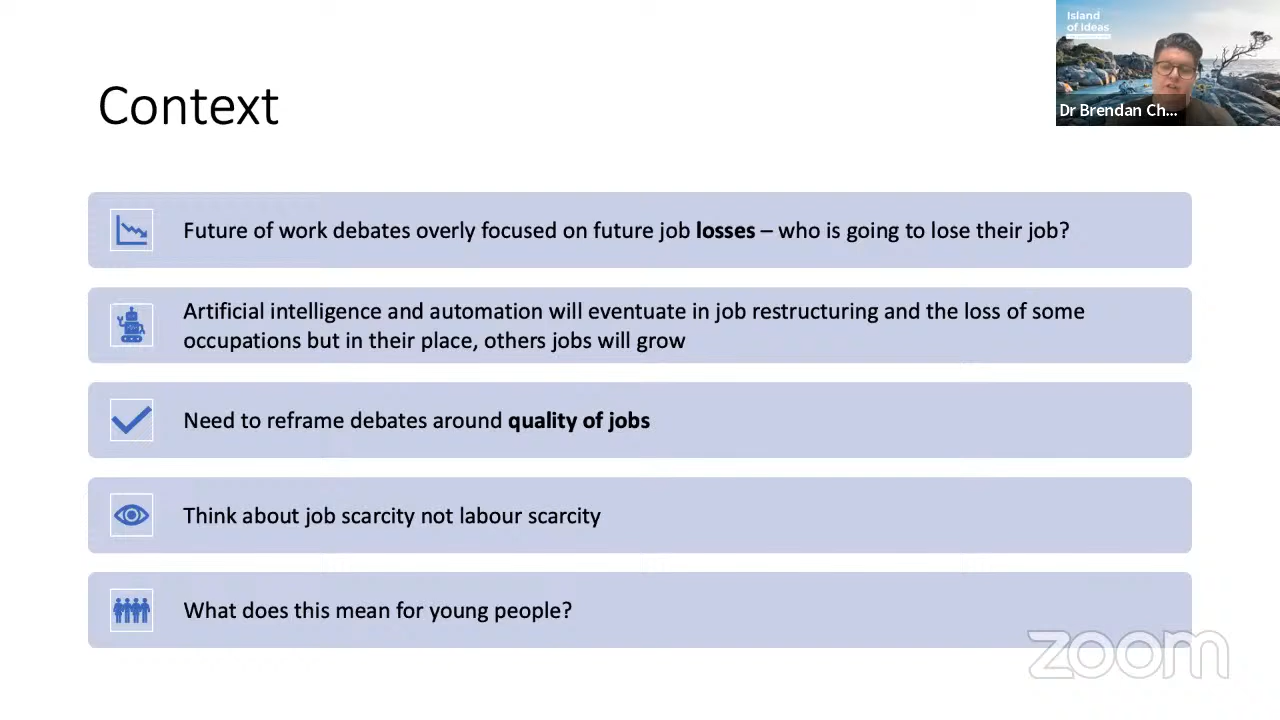 Island
of Ideas
Dr Brendan Ch...
Context
Future of work debates overly focused on future job losses – who is going to lose their job?
Artificial intelligence and automation will eventuate in job restructuring and the loss of some
occupations but in their place, others jobs will grow
Need to reframe debates around quality of jobs
Think about job scarcity not labour scarcity
What does this mean for young people?
zoom